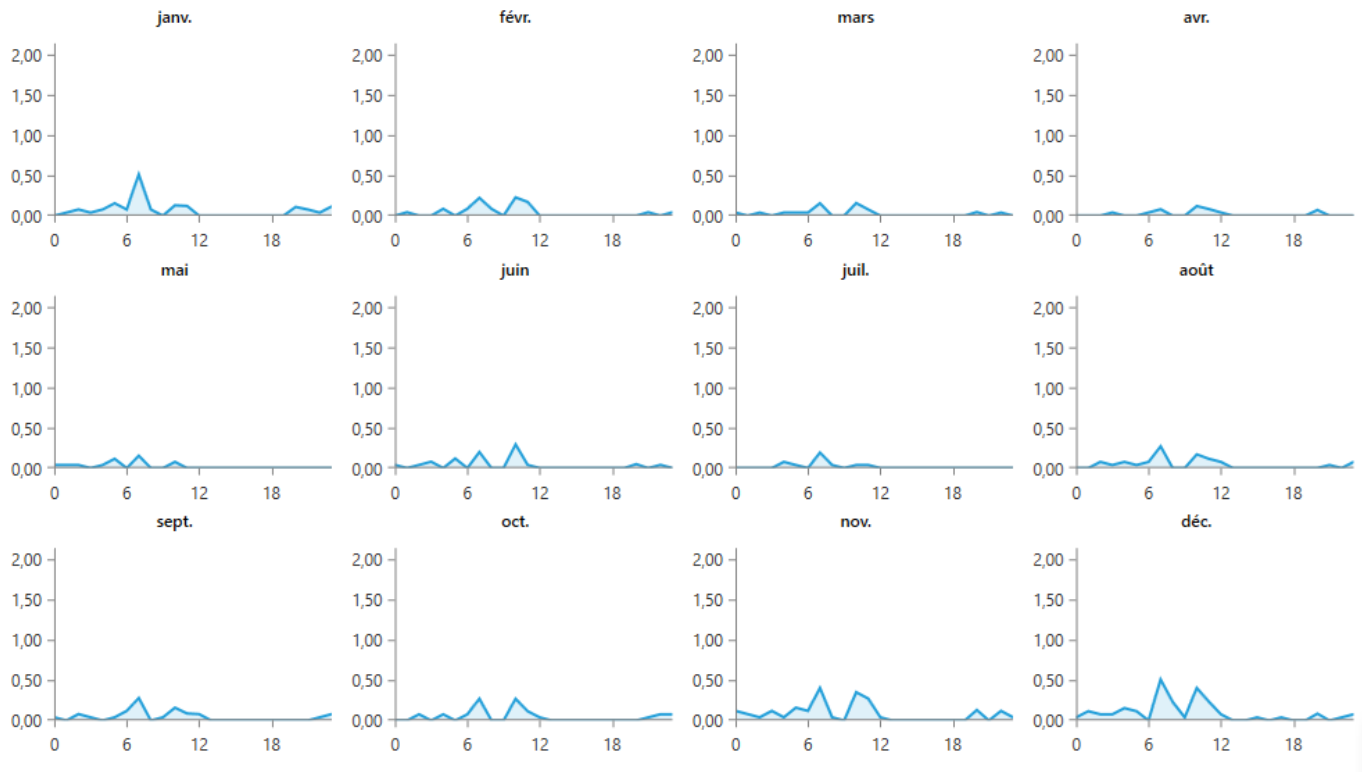 janv. févr. mars avr.
2,00 2,00 2,00 2,00
1,50 1,50 1,50 1,50
1,00 1,00 1,00 1,00
0,50 0,50 0,50 0,50
0,00 0,00 0,00 0,00
0 6 12 18 0 6 12 18 0 6 12 18 0 6 12 18
mai juin juil. août
2,00 2,00 2,00 2,00
1,50 1,50 1,50 1,50
1,00 1,00 1,00 1,00
0,50 0,50 0,50 0,50
0,00 0,00 0,00 0,00
0 6 12 18 0 6 12 18 0 6 12 18 0 6 12 18
sept. oct. nov. déc.
2,00 2,00 2,00 2,00
1,50 1,50 1,50 1,50
1,00 1,00 1,00 1,00
0,50 0,50 0,50 0,50
0,00 0,00 0,00 0,00
0 6 12 18 0 6 12 18 0 6 12 18 0 6 12 18